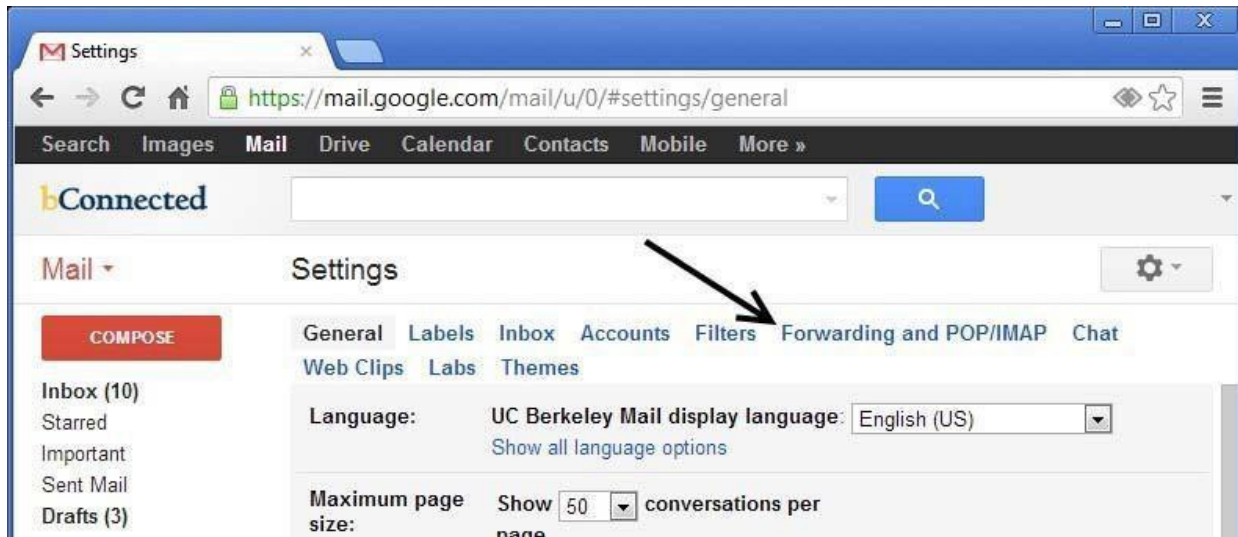 Settings
https://mail.google.com/mail/u/0/#settings/general
Search Images Mail Drive Calendar Contacts Mobile More »
bConnected
Mail Settings
COMPOSE General Labels Inbox Accounts Filters Forwarding and POP/IMAP Chat
Web Clips Labs Themes
Inbox (10)
Starred
Important
Sent Mail
Drafts (3)
Language: UC Berkeley Mail display language: English (US)
Show all language options
Maximum page Show 50 conversations per
size: page